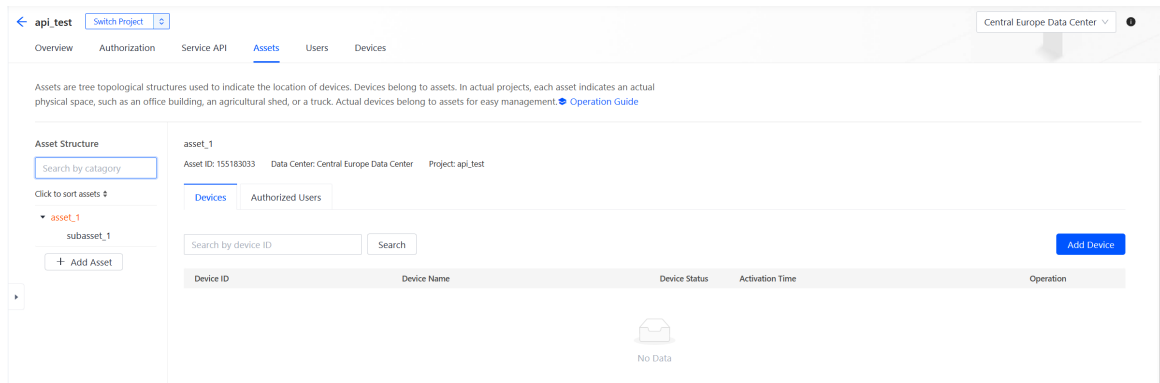 api_test Switch Project Central Europe Data Center
Overview Authorization Service API Assets Users Devices
Assets are tree topological structures used to indicate the location of devices. Devices belong to assets. In actual projects, each asset indicates an actual
physical space, such as an office building, an agricultural shed, or a truck. Actual devices belong to assets for easy management. Operation Guide
Asset Structure
Search by catagory
Click to sort assets
asset_1
subasset_1
+ Add Asset
asset_1
Asset ID: 155183033 Data Center: Central Europe Data Center Project: api_test
Devices Authorized Users
Search by device ID Search Add Device
Device ID Device Name Device Status Activation Time Operation
No Data